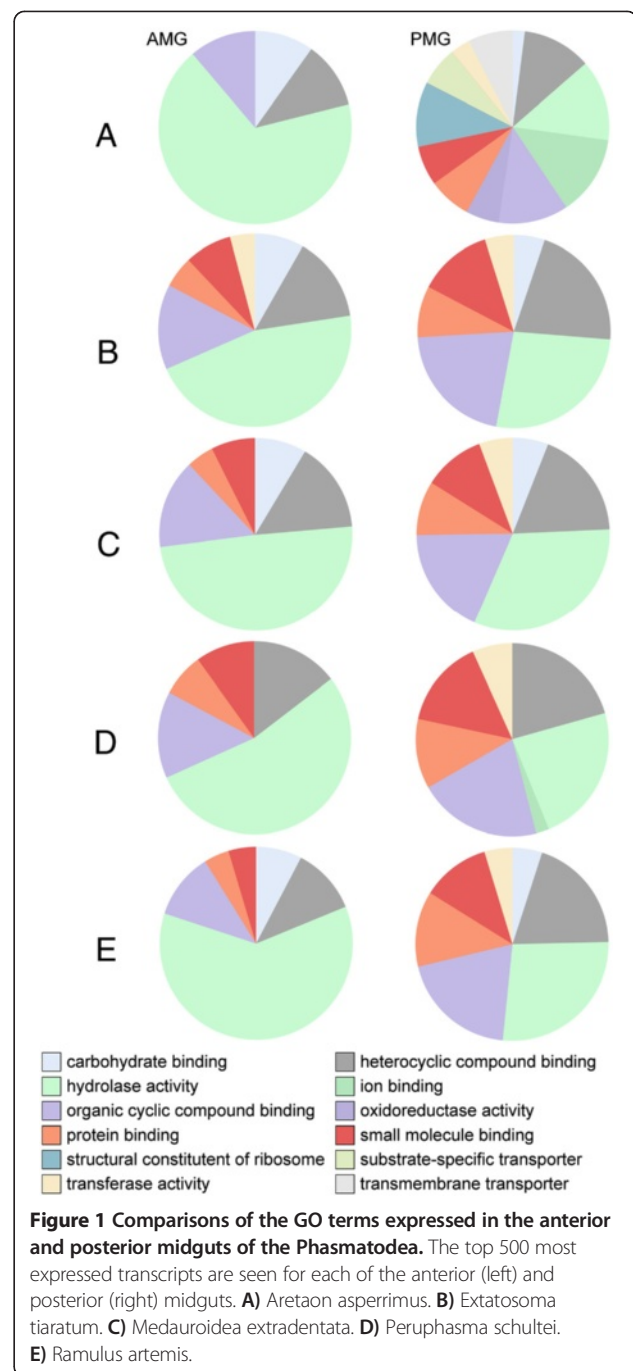 AMG PMG
A
B
C
D
E
carbohydrate binding heterocyclic compound binding
hydrolase activity ion binding
organic cyclic compound binding oxidoreductase activity
protein binding small molecule binding
structural constitutent of ribosome substrate-specific transporter
transferase activity transmembrane transporter
Figure 1 Comparisons of the GO terms expressed in the anterior
and posterior midguts of the Phasmatodea. The top 500 most
expressed transcripts are seen for each of the anterior (left) and
posterior (right) midguts. A) Aretaon asperrimus. B) Extatosoma
tiaratum. C) Medauroidea extradentata. D) Peruphasma schultei.
E) Ramulus artemis.